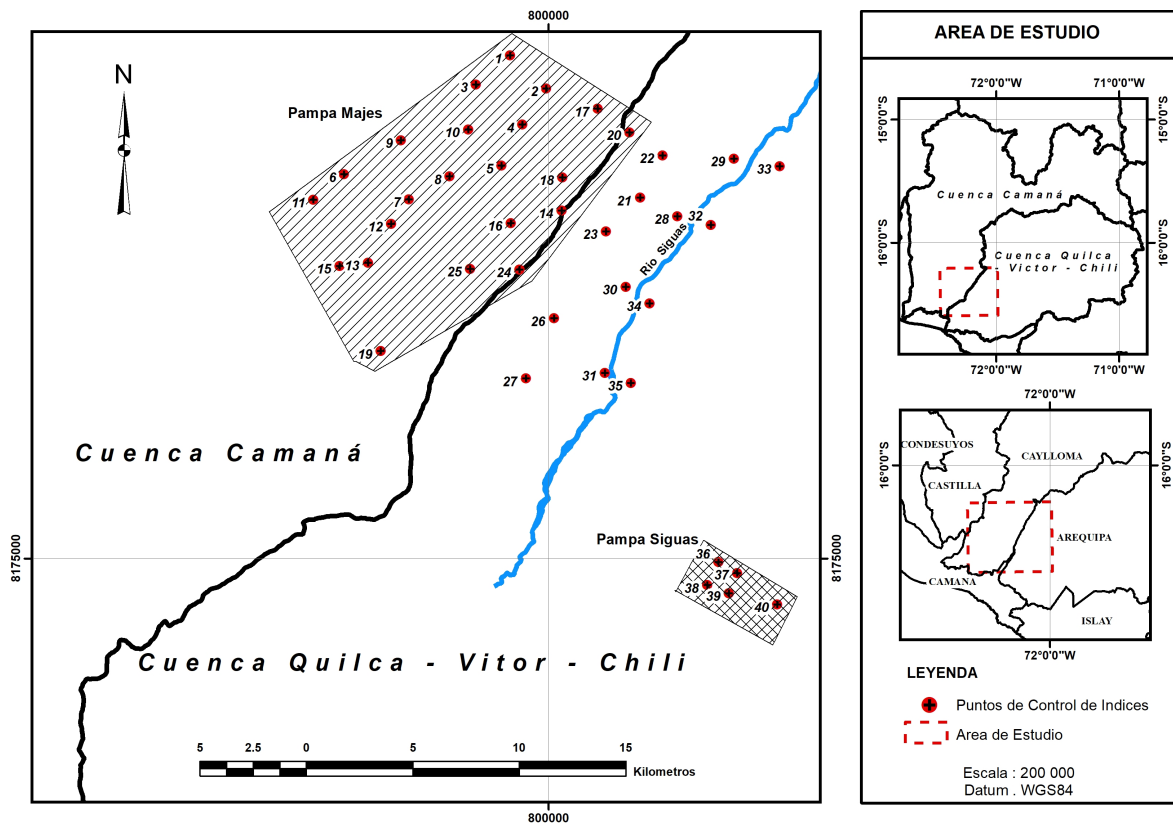 800000
N
Pampa Majes
1
2
3
4
5
6
7
8
9
10
11
12
13
14
15
16
17
18
19
20
21
22
23
24
25
26
27
28
29
30
31
32
33
34
35
Rio Siguas
Cuenca Camaná
8175000
8175000
Pampa Siguas
36
37
38
39
40
Cuenca Quilca - Vitor - Chili
5 2.5 0 5 10 15
Kilometros
800000
AREA DE ESTUDIO
72°0'0"W 71°0'0"W
15°0'0"S
15°0'0"S
Cuenca Camaná
16°0'0"S
16°0'0"S
Cuenca Quilca
- Victor - Chili
72°0'0"W 71°0'0"W
72°0'0"W
CONDESUYOS
CAYLLOMA
16°0'0"S
16°0'0"S
CASTILLA
AREQUIPA
CAMANA
ISLAY
72°0'0"W
LEYENDA
Puntos de Control de Indices
Area de Estudio
Escala : 200 000
Datum . WGS84